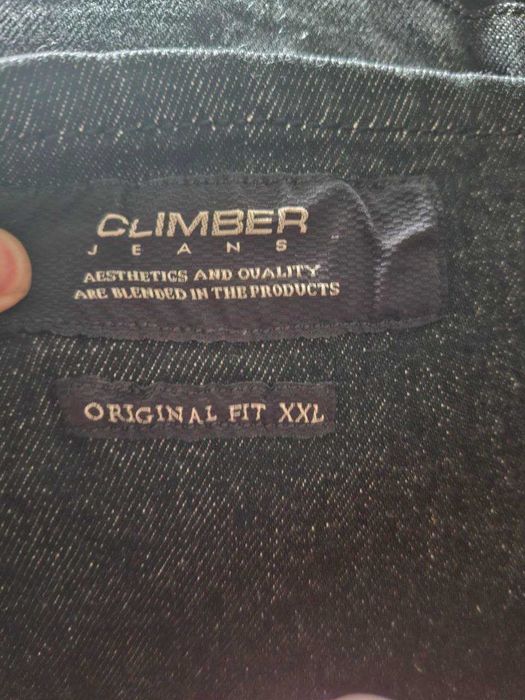 CLIMBER
JEANS
AESTHETICS AND QUALITY
ARE BLENDED IN THE PRODUCTS
ORIGINAL FIT XXL